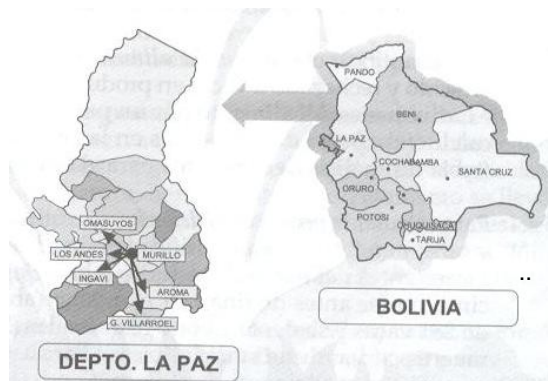 OMASUYOS
LOS ANDES
MURILLO
INGAVI
AROMA
G. VILLARROEL
DEPTO. LA PAZ
PANDO
BENI
LA PAZ
COCHABAMBA
SANTA CRUZ
ORURO
POTOSI
CHUQUISACA
TARIJA
BOLIVIA